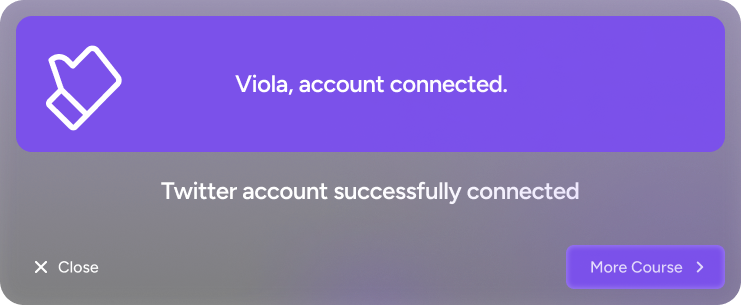 Viola, account connected.
Twitter account successfully connected
Close
More Course